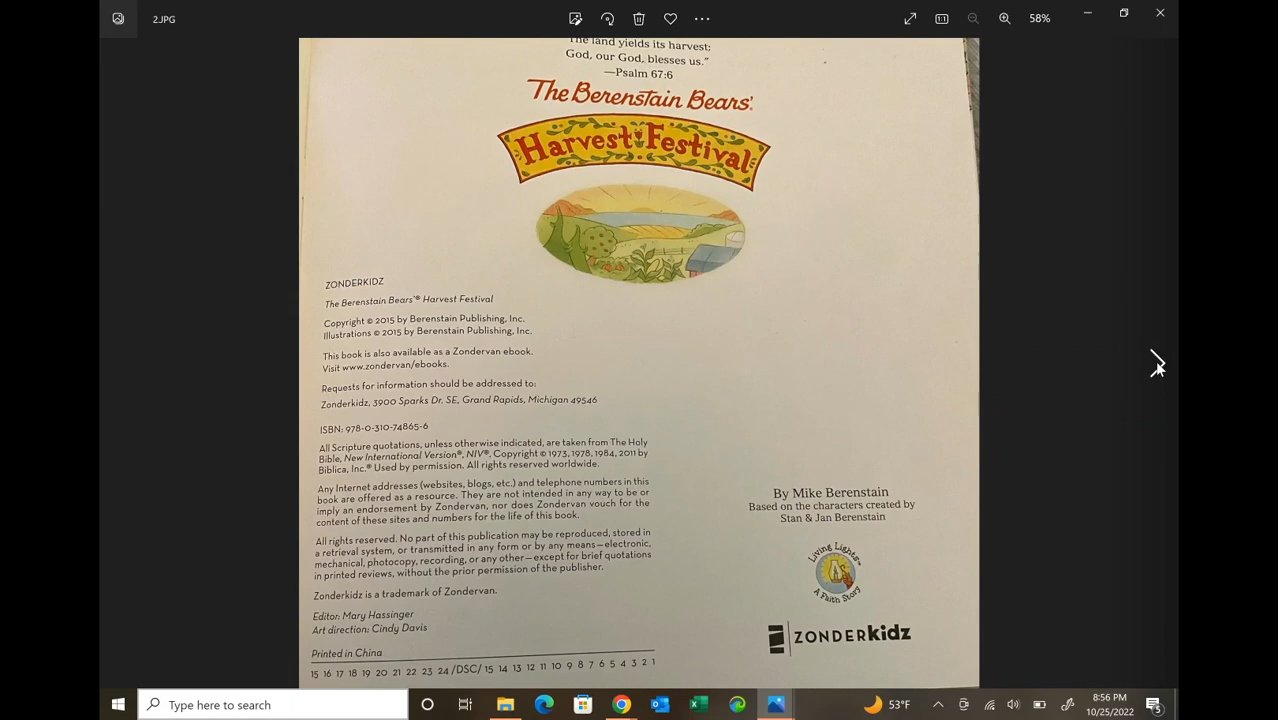 2.JPG
58%
The land yields its harvest;
God, our God, blesses us."
—Psalm 67:6
The Berenstain Bears®
Harvest Festival
ZONDERKIDZ
The Berenstain Bears'® Harvest Festival
Copyright © 2015 by Berenstain Publishing, Inc.
Illustrations © 2015 by Berenstain Publishing, Inc.
This book is also available as a Zondervan ebook.
Visit www.zondervan/ebooks.
Requests for information should be addressed to:
Zonderkidz, 3900 Sparks Dr. SE, Grand Rapids, Michigan 49546
ISBN: 978-0-310-74865-6
All Scripture quotations, unless otherwise indicated, are taken from The Holy
Bible, New International Version®, NIV®. Copyright © 1973, 1978, 1984, 2011 by
Biblica, Inc.® Used by permission. All rights reserved worldwide.
Any Internet addresses (websites, blogs, etc.) and telephone numbers in this
book are offered as a resource. They are not intended in any way to be or
imply an endorsement by Zondervan, nor does Zondervan vouch for the
content of these sites and numbers for the life of this book.
All rights reserved. No part of this publication may be reproduced, stored in
a retrieval system, or transmitted in any form or by any means—electronic,
mechanical, photocopy, recording, or any other—except for brief quotations
in printed reviews, without the prior permission of the publisher.
Zonderkidz is a trademark of Zondervan.
Editor: Mary Hassinger
Art direction: Cindy Davis
Printed in China
15 16 17 18 19 20 21 22 23 24 /DSC/ 15 14 13 12 11 10 9 8 7 6 5 4 3 2 1
By Mike Berenstain
Based on the characters created by
Stan & Jan Berenstain
Living Lights™
A Faith Story
ZONDERkidz
Type here to search
53°F
8:56 PM
10/25/2022
5